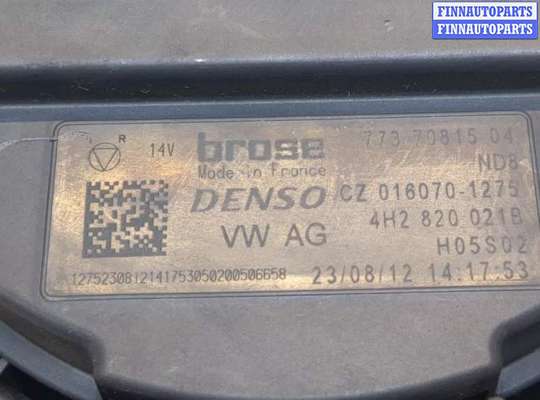 FINNAUTOPARTS
FINNAUTOPARTS
R
14V
brose
Made in France
773 70815 04
ND8
DENSO
CZ 016070-1275
VW AG
4H2 820 021B
H05S02
1275230812141753050200506658
23/08/12 14:17:53